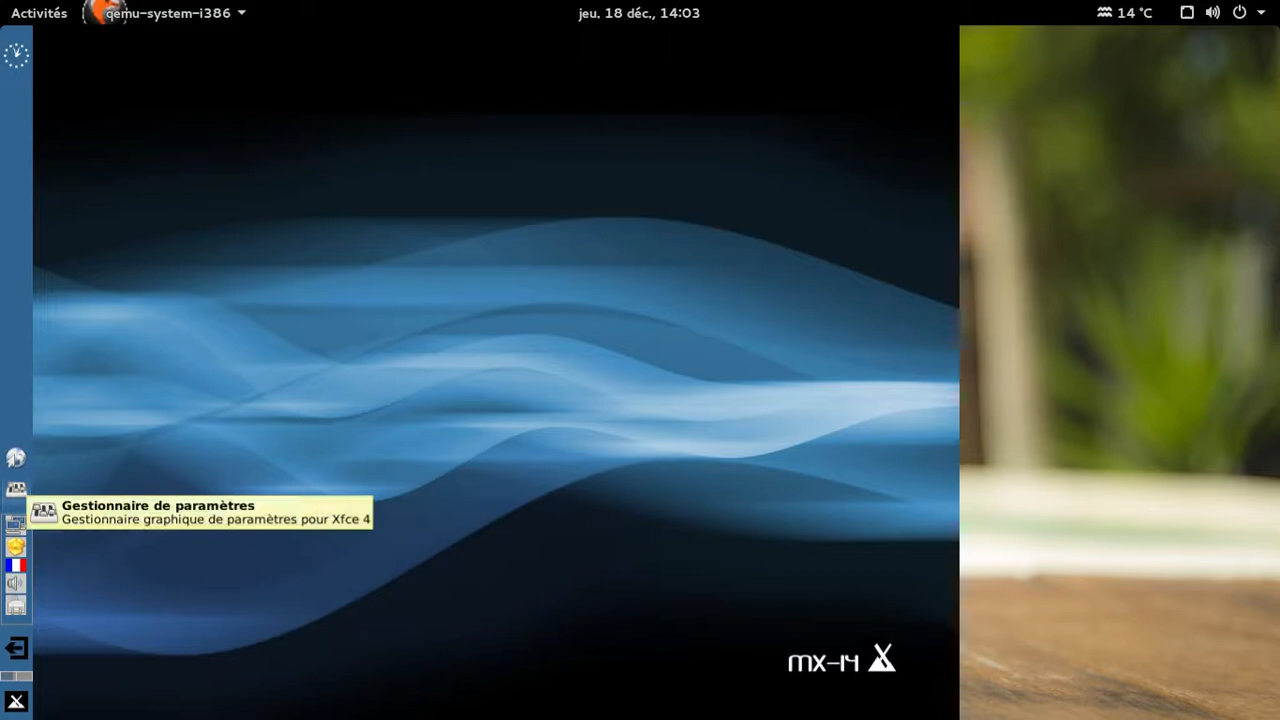 Activités
qemu-system-i386
jeu. 18 déc., 14:03
14 °C
Gestionnaire de paramètres
Gestionnaire graphique de paramètres pour Xfce 4
mx-14